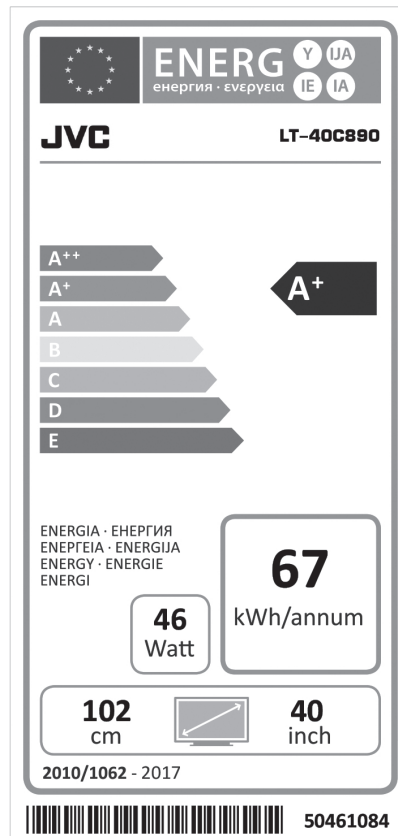 ENERG
Y IJA
IE IA
енергия · ενεργεια
JVC
LT-40C890
A++
A+
A
B
C
D
E
A+
ENERGIA · ЕНЕРГИЯ
ΕΝΕΡΓΕΙΑ · ENERGIJA
ENERGY · ENERGIE
ENERGI
67
kWh/annum
46
Watt
102
cm
40
inch
2010/1062 - 2017
50461084